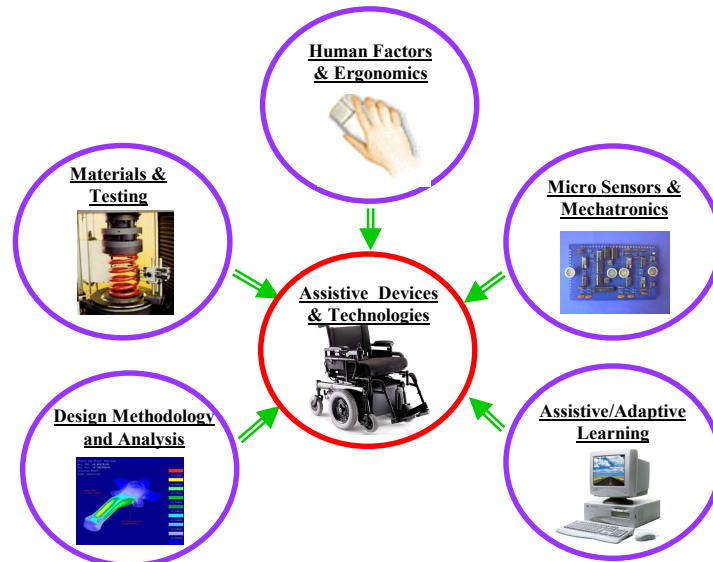 Human Factors
& Ergonomics
Materials &
Testing
Micro Sensors &
Mechatronics
Assistive Devices
& Technologies
Design Methodology
and Analysis
Assistive/Adaptive
Learning